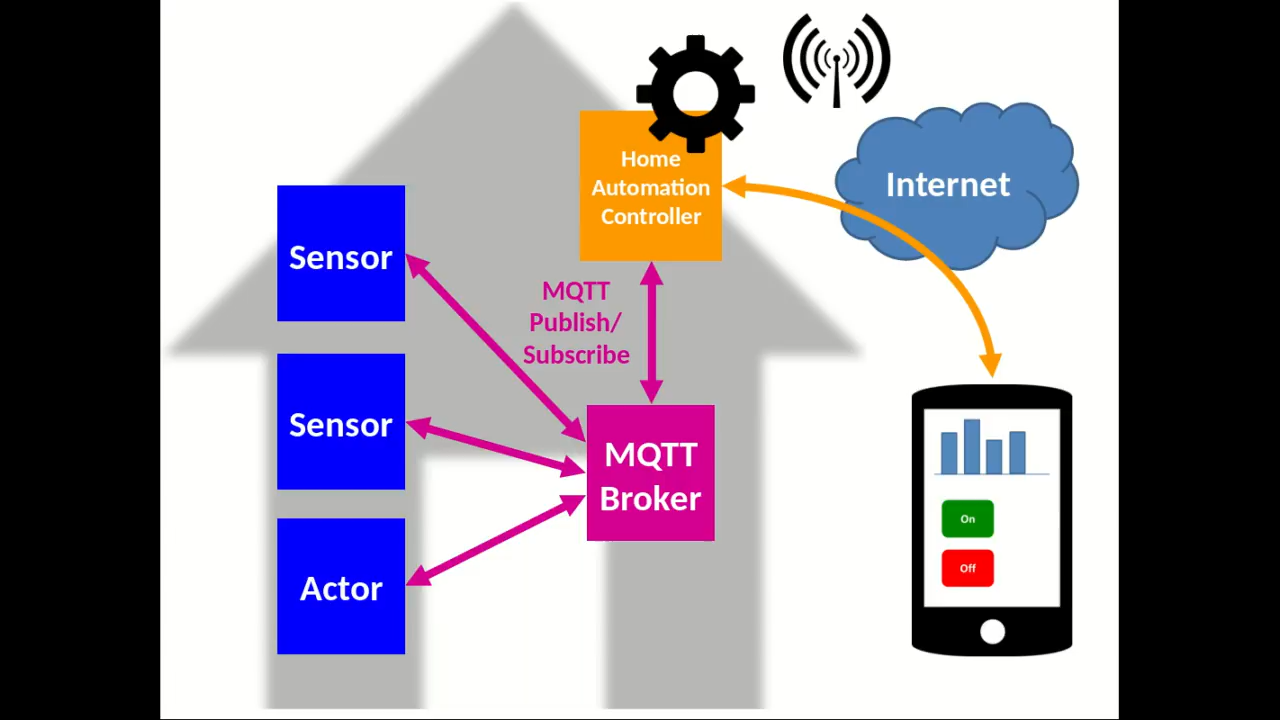 Home
Automation
Controller
Internet
Sensor
MQTT
Publish/
Subscribe
Sensor
MQTT
Broker
On
Off
Actor